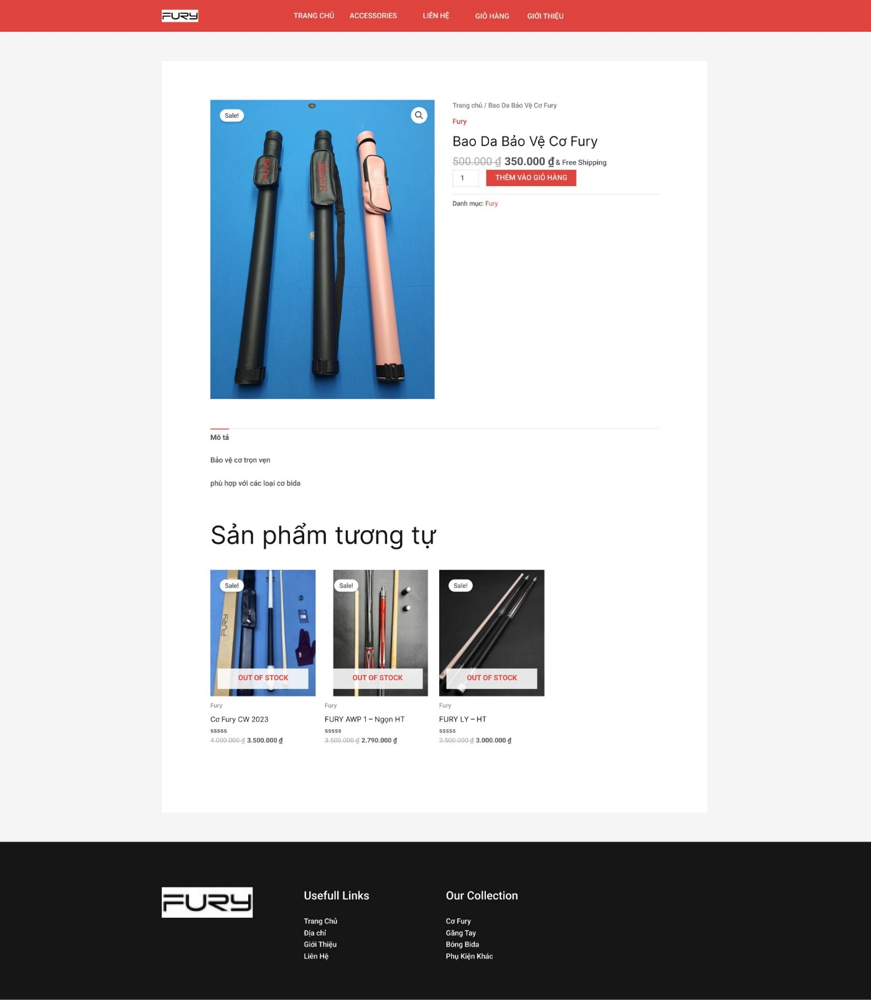 FURY
TRANG CHỦ ACCESSORIES LIÊN HỆ GIỎ HÀNG GIỚI THIỆU
Sale!
FURY
Trang chủ / Bao Da Bảo Vệ Cơ Fury
Fury
Bao Da Bảo Vệ Cơ Fury
500.000 ₫ 350.000 ₫ & Free Shipping
1 THÊM VÀO GIỎ HÀNG
Danh mục: Fury
Mô tả
Bảo vệ cơ trọn vẹn
phù hợp với các loại cơ bida
Sản phẩm tương tự
Sale! Sale! Sale!
FURY
OUT OF STOCK OUT OF STOCK OUT OF STOCK
Fury Fury Fury
Cơ Fury CW 2023 FURY AWP 1 – Ngọn HT FURY LY – HT
sssss sssss sssss
4.000.000 ₫ 3.500.000 ₫ 3.500.000 ₫ 2.790.000 ₫ 3.500.000 ₫ 3.000.000 ₫
FURY
Usefull Links
Trang Chủ
Địa chỉ
Giới Thiệu
Liên Hệ
Our Collection
Cơ Fury
Găng Tay
Bóng Bida
Phụ Kiện Khác